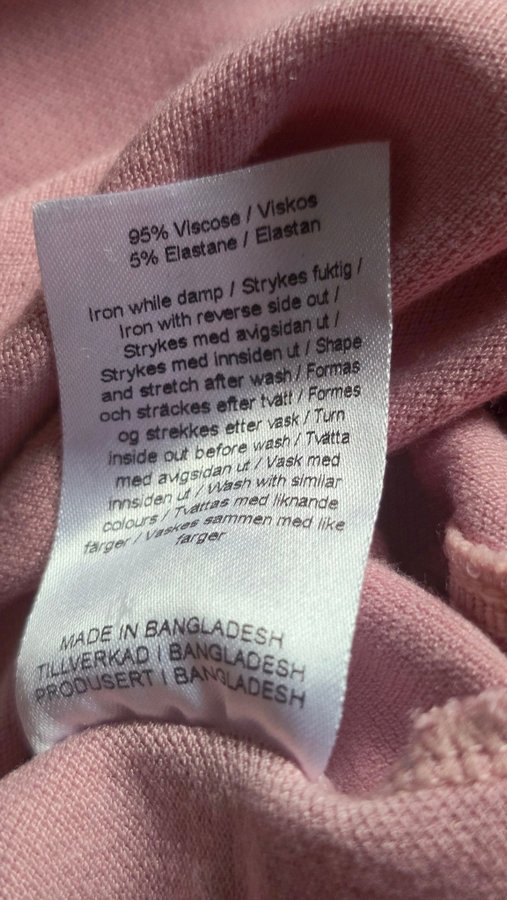 95% Viscose / Viskos
5% Elastane / Elastan
Iron while damp / Strykes fuktig /
Iron with reverse side out /
Strykes med avigsidan ut /
Strykes med innsiden ut / Shape
and stretch after wash / Formas
och sträckes efter tvätt / Formes
og strekkes etter vask / Turn
inside out before wash / Tvätta
med avigsidan ut / Vask med
innsiden ut / Wash with similar
colours / Tvättas med liknande
färger / Vaskes sammen med like
farger
MADE IN BANGLADESH
TILLVERKAD I BANGLADESH
PRODUSERT I BANGLADESH